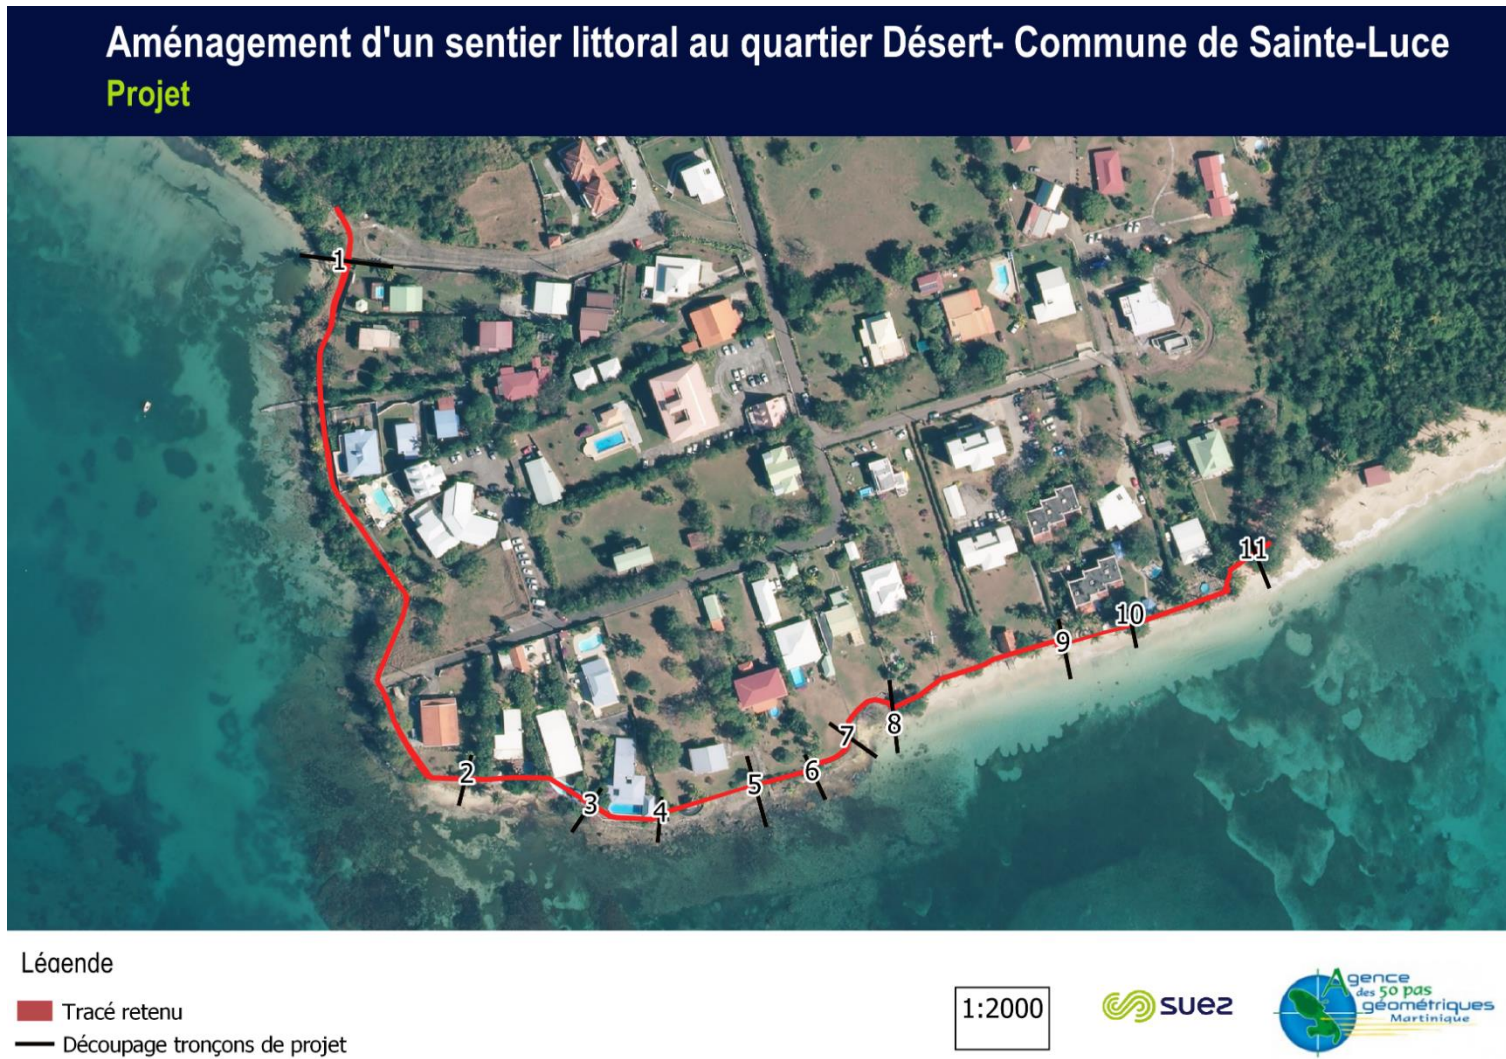 Aménagement d'un sentier littoral au quartier Désert- Commune de Sainte-Luce
Projet
1
2
3
4
5
6
7
8
9
10
11
Légende
Tracé retenu
Découpage tronçons de projet
1:2000
suez
Agence
des 50 pas
géométriques
Martinique